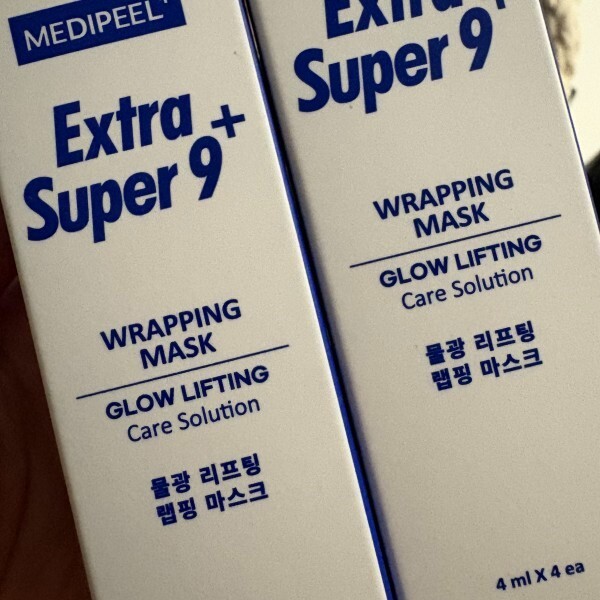 MEDIPEEL+
Extra +
Super 9
WRAPPING
MASK
GLOW LIFTING
Care Solution
물광 리프팅
랩핑 마스크
Extra +
Super 9
WRAPPING
MASK
GLOW LIFTING
Care Solution
물광 리프팅
랩핑 마스크
4 ml X 4 ea